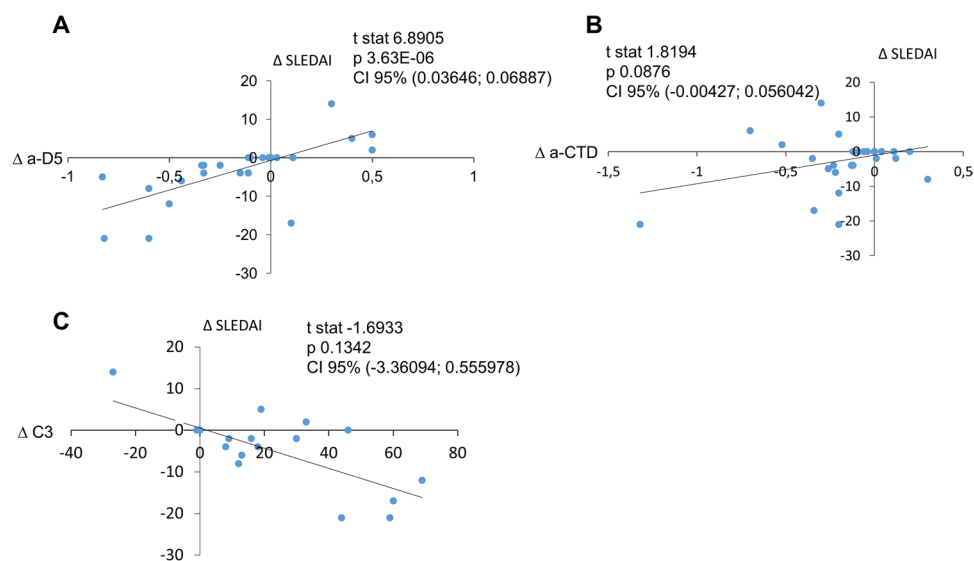 A
t stat 6.8905
p 3.63E-06
CI 95% (0.03646; 0.06887)
Δ SLEDAI
20
10
0
-10
-20
-30
Δ a-D5
-1
-0,5
0
0,5
1
B
t stat 1.8194
p 0.0876
CI 95% (-0.00427; 0.056042)
Δ SLEDAI
20
10
0
-10
-20
-30
Δ a-CTD
-1,5
-1
-0,5
0
0,5
C
Δ SLEDAI
t stat -1.6933
p 0.1342
CI 95% (-3.36094; 0.555978)
20
10
0
-10
-20
-30
Δ C3
-40
-20
0
20
40
60
80